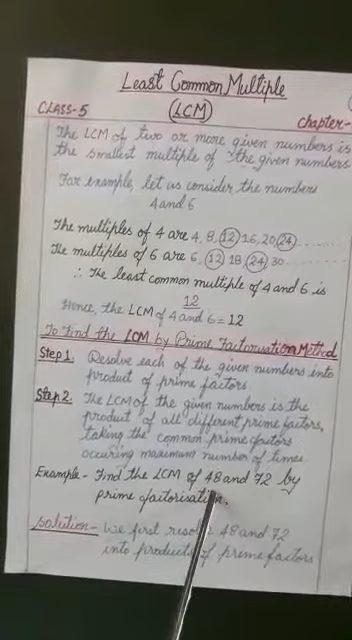 Least Common Multiple
CLASS-5 (LCM) Chapter-
The LCM of two or more given numbers is
the smallest multiple of the given numbers
For example, let us consider the numbers
4 and 6
The multiples of 4 are 4, 8, 12, 16, 20, 24.......
The multiples of 6 are 6, 12, 18, 24, 30.......
∴ The least common multiple of 4 and 6 is
12
Hence, the LCM of 4 and 6 = 12
To find the LCM by Prime Factorisation Method
Step 1. Resolve each of the given numbers into
product of prime factors
Step 2. The LCM of the given numbers is the
product of all different prime factors,
taking the common prime factors
occuring maximum number of times
Example - Find the LCM of 48 and 72 by
prime factorisation.
Solution - We first 48 and 72
into products of prime factors